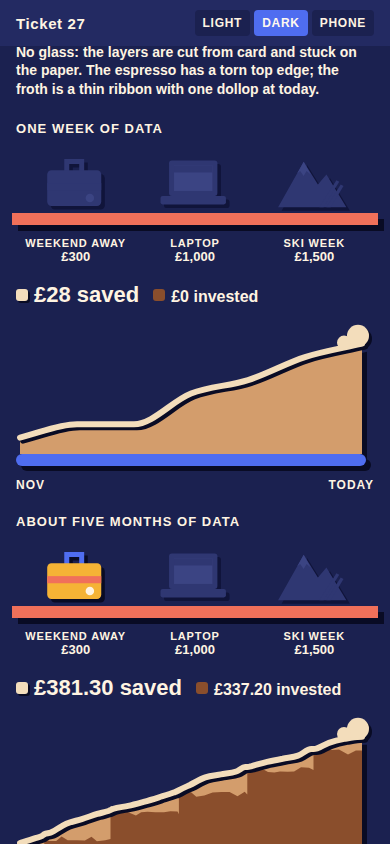 Ticket 27
LIGHT DARK PHONE
No glass: the layers are cut from card and stuck on
the paper. The espresso has a torn top edge; the
froth is a thin ribbon with one dollop at today.
ONE WEEK OF DATA
WEEKEND AWAY LAPTOP SKI WEEK
£300 £1,000 £1,500
£28 saved £0 invested
NOV TODAY
ABOUT FIVE MONTHS OF DATA
WEEKEND AWAY LAPTOP SKI WEEK
£300 £1,000 £1,500
£381.30 saved £337.20 invested